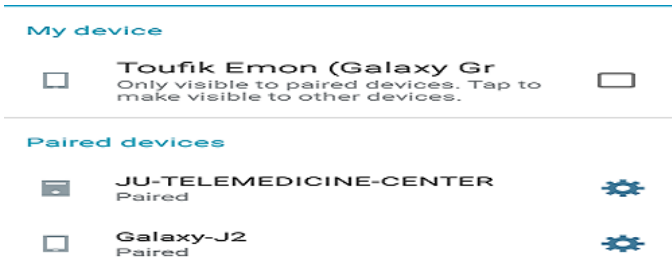 My device
Toufik Emon (Galaxy Gr
Only visible to paired devices. Tap to
make visible to other devices.
Paired devices
JU-TELEMEDICINE-CENTER
Paired
Galaxy-J2
Paired